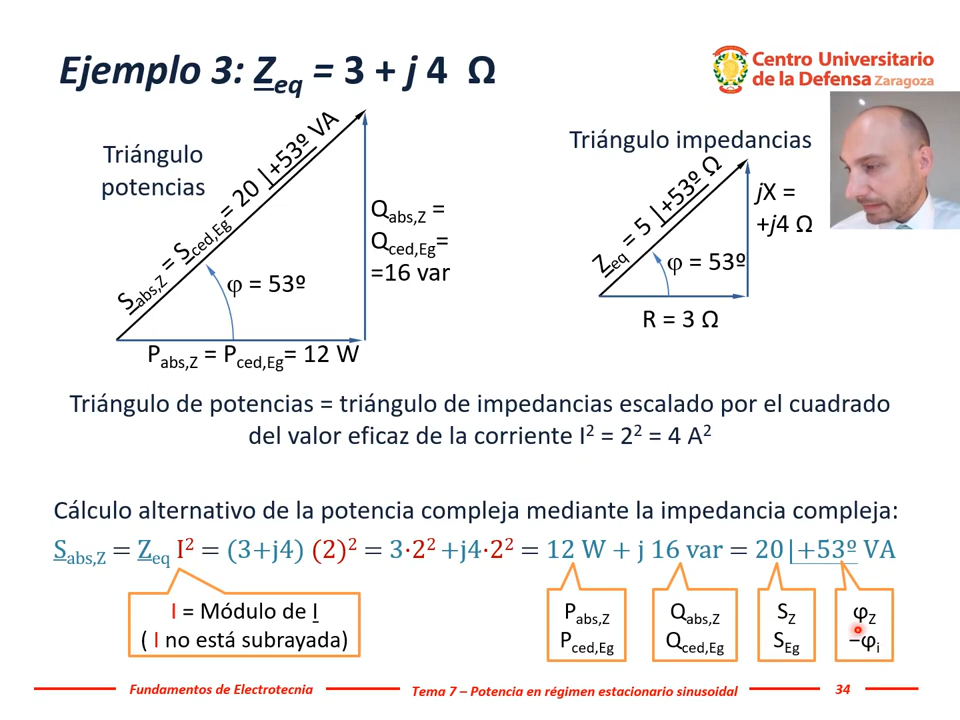 Ejemplo 3: Zeq = 3 + j 4 Ω
Centro Universitario
de la Defensa Zaragoza
Triángulo
potencias
Sabs,Z = Sced,Eg = 20 |+53º VA
Qabs,Z =
Qced,Eg=
=16 var
φ = 53º
Pabs,Z = Pced,Eg= 12 W
Triángulo impedancias
Zeq = 5 |+53º Ω
jX =
+j4 Ω
φ = 53º
R = 3 Ω
Triángulo de potencias = triángulo de impedancias escalado por el cuadrado
del valor eficaz de la corriente I² = 2² = 4 A²
Cálculo alternativo de la potencia compleja mediante la impedancia compleja:
Sabs,Z = Zeq I² = (3+j4) (2)² = 3·2² +j4·2² = 12 W + j 16 var = 20|+53º VA
I = Módulo de I
( I no está subrayada)
Pabs,Z
Pced,Eg
Qabs,Z
Qced,Eg
SZ
SEg
φZ
−φi
Fundamentos de Electrotecnia
Tema 7 – Potencia en régimen estacionario sinusoidal
34